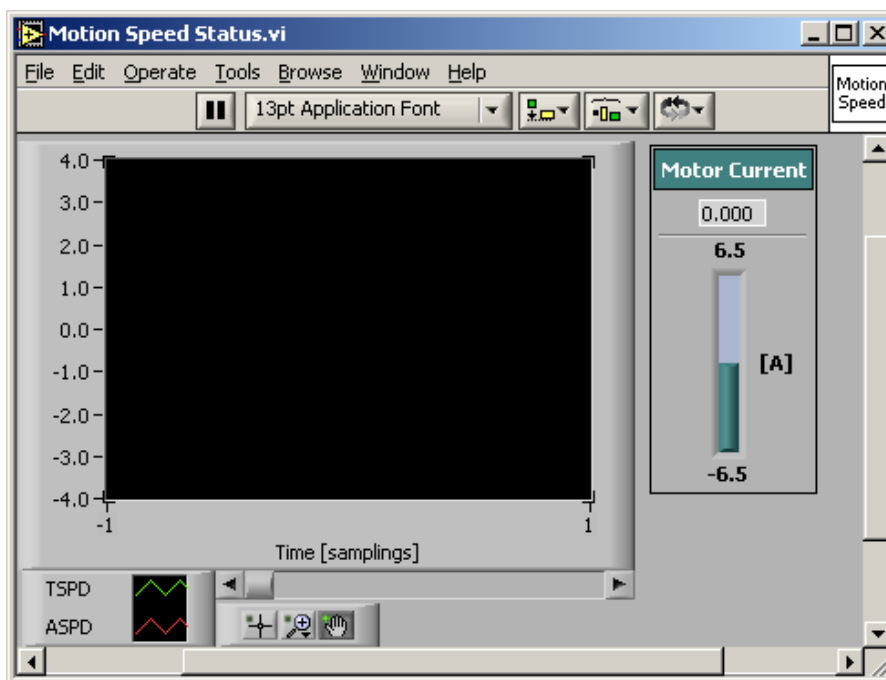 Motion Speed Status.vi
File Edit Operate Tools Browse Window Help
Motion
Speed
13pt Application Font
4.0
3.0
2.0
1.0
0.0
-1.0
-2.0
-3.0
-4.0
-1 1
Time [samplings]
Motor Current
0.000
6.5
[A]
-6.5
TSPD
ASPD